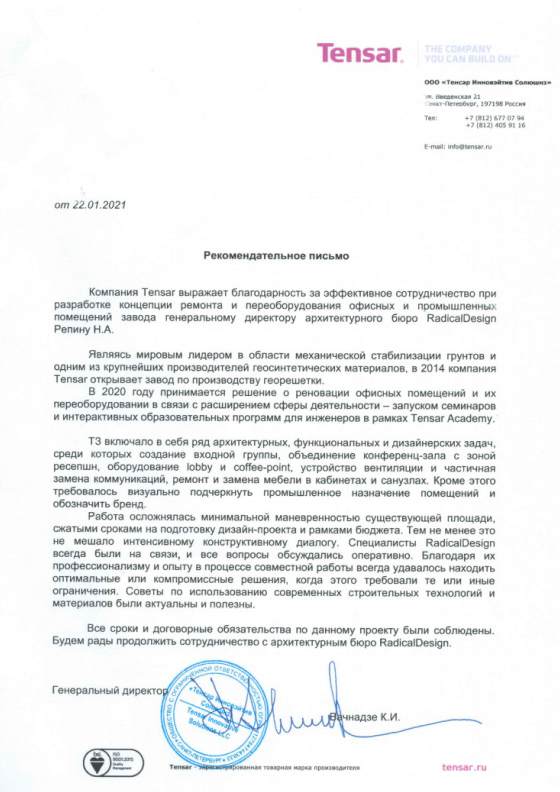 Tensar
THE COMPANY
YOU CAN BUILD ON
ООО «Тенсар Инновэйтив Солюшнз»
ул. Введенская 21
Санкт-Петербург, 197198 Россия
Тел: +7 (812) 677 07 94
+7 (812) 405 91 16
E-mail: info@tensar.ru
от 22.01.2021
Рекомендательное письмо
Компания Tensar выражает благодарность за эффективное сотрудничество при
разработке концепции ремонта и переоборудования офисных и промышленных
помещений завода генеральному директору архитектурного бюро RadicalDesign
Репину Н.А.
Являясь мировым лидером в области механической стабилизации грунтов и
одним из крупнейших производителей геосинтетических материалов, в 2014 компания
Tensar открывает завод по производству георешетки.
В 2020 году принимается решение о реновации офисных помещений и их
переоборудовании в связи с расширением сферы деятельности – запуском семинаров
и интерактивных образовательных программ для инженеров в рамках Tensar Academy.
ТЗ включало в себя ряд архитектурных, функциональных и дизайнерских задач,
среди которых создание входной группы, объединение конференц-зала с зоной
ресепшн, оборудование lobby и coffee-point, устройство вентиляции и частичная
замена коммуникаций, ремонт и замена мебели в кабинетах и санузлах. Кроме этого
требовалось визуально подчеркнуть промышленное назначение помещений и
обозначить бренд.
Работа осложнялась минимальной маневренностью существующей площади,
сжатыми сроками на подготовку дизайн-проекта и рамками бюджета. Тем не менее это
не мешало интенсивному конструктивному диалогу. Специалисты RadicalDesign
всегда были на связи, и все вопросы обсуждались оперативно. Благодаря их
профессионализму и опыту в процессе совместной работы всегда удавалось находить
оптимальные или компромиссные решения, когда этого требовали те или иные
ограничения. Советы по использованию современных строительных технологий и
материалов были актуальны и полезны.
Все сроки и договорные обязательства по данному проекту были соблюдены.
Будем рады продолжить сотрудничество с архитектурным бюро RadicalDesign.
Генеральный директор
Вачнадзе К.И.
«Тенсар Инновэйтив
Tensar Innovative
Solutions LLC
САНКТ-ПЕТЕРБУРГ
bsi
ISO
9001:2015
Quality
Management
Tensar - зарегистрированная товарная марка производителя
tensar.ru